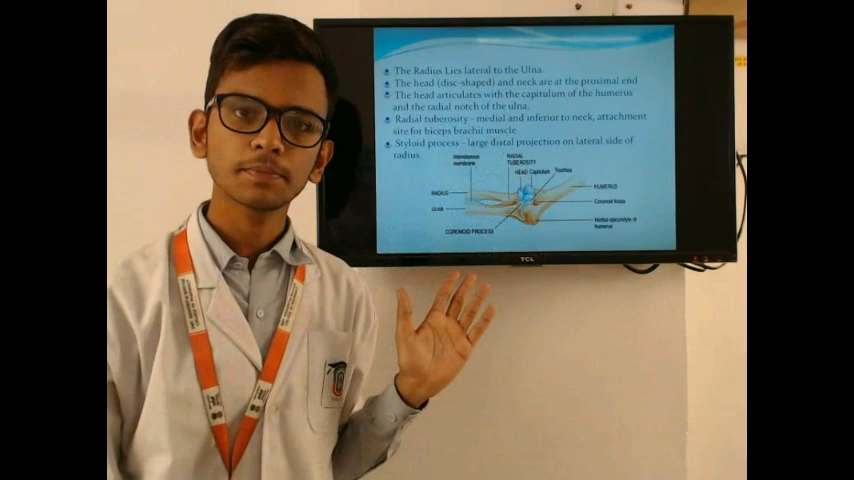 The Radius Lies lateral to the Ulna.
The head (disc-shaped) and neck are at the proximal end
The head articulates with the capitulum of the humerus
and the radial notch of the ulna.
Radial tuberosity - medial and inferior to neck, attachment
site for biceps brachii muscle
Styloid process – large distal projection on lateral side of
radius.
Interosseous
membrane
RADIAL
TUBEROSITY
HEAD Capitulum
Trochlea
RADIUS
HUMERUS
ULNA
Coronoid fossa
Medial epicondyle of
humerus
CORONOID PROCESS
TCL